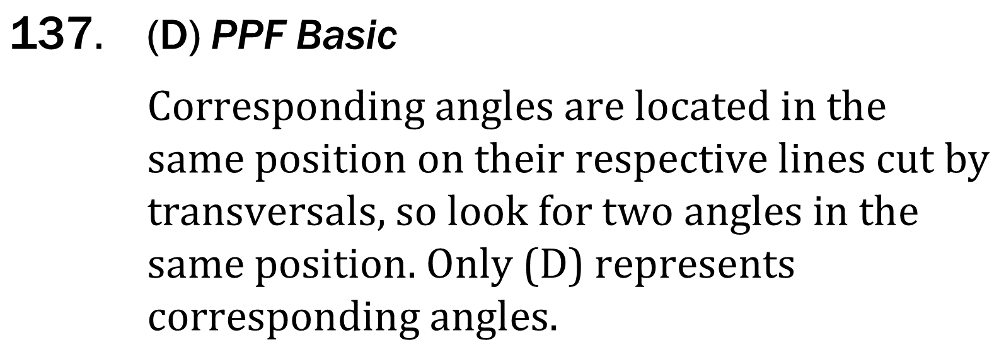 137. (D) PPF Basic
Corresponding angles are located in the
same position on their respective lines cut by
transversals, so look for two angles in the
same position. Only (D) represents
corresponding angles.